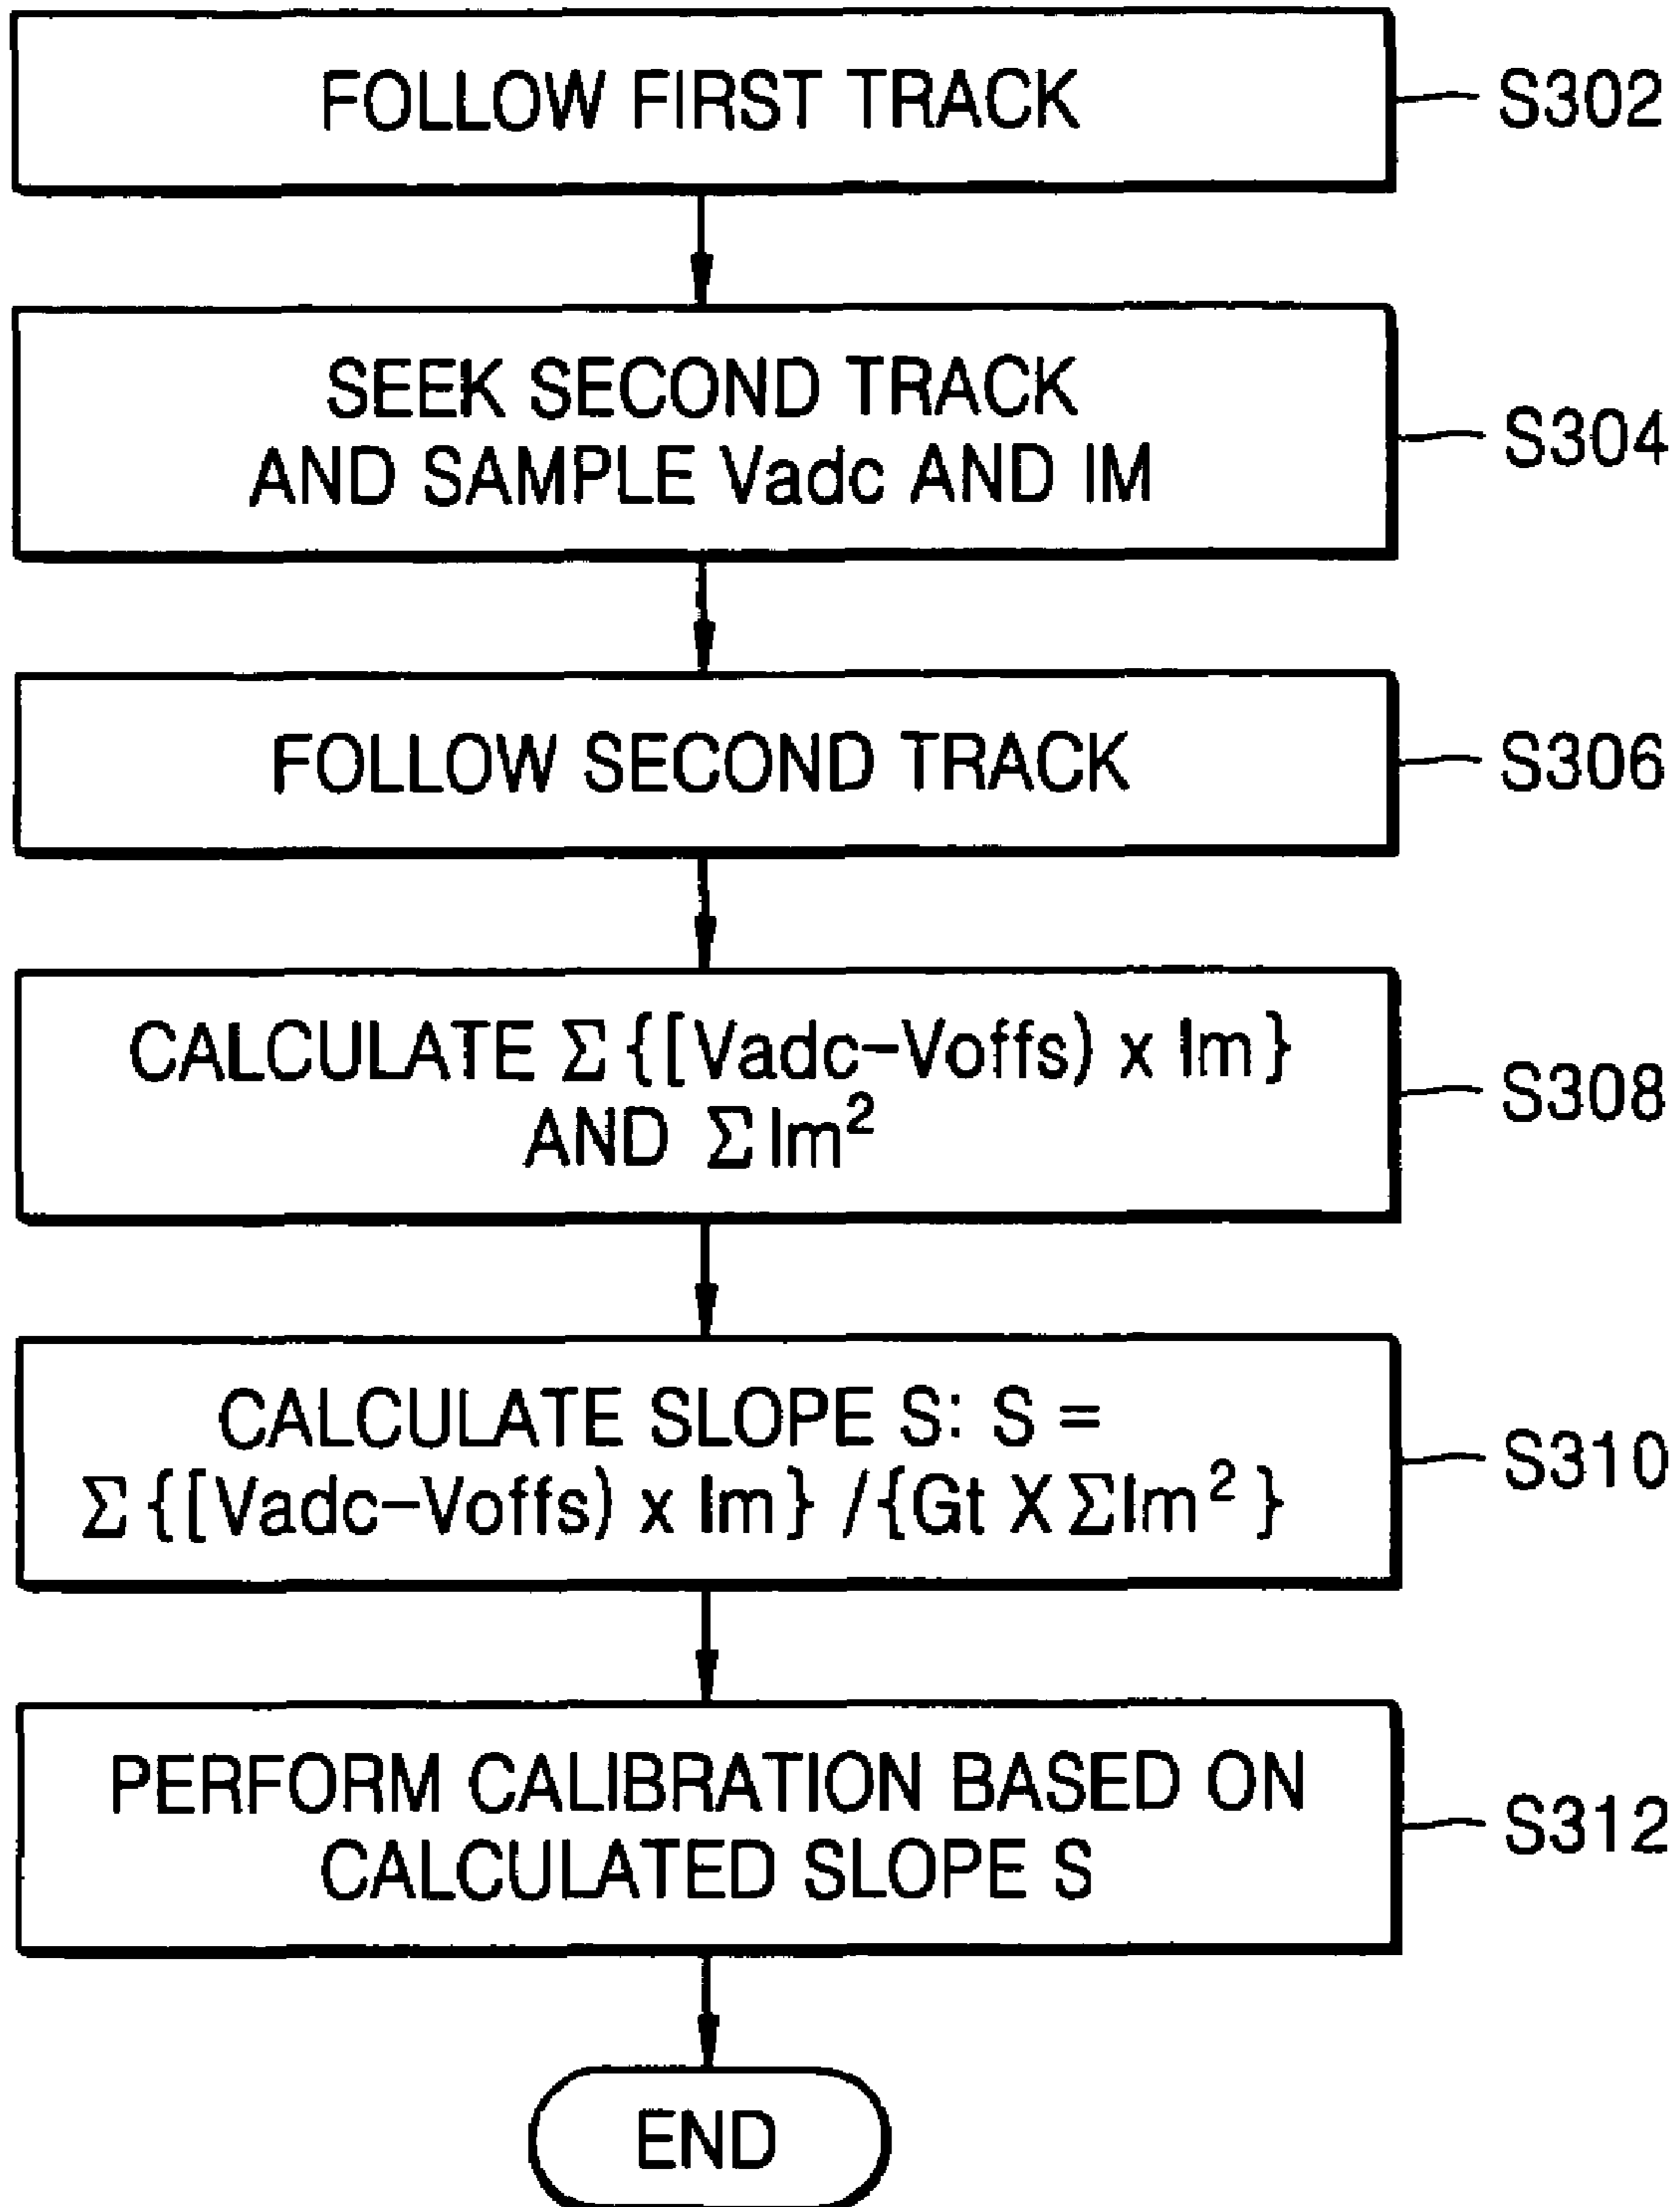 FOLLOW FIRST TRACK
S302
SEEK SECOND TRACK
AND SAMPLE Vadc AND IM
S304
FOLLOW SECOND TRACK
S306
CALCULATE Σ{[Vadc-Voffs) x Im}
AND ΣIm²
S308
CALCULATE SLOPE S: S =
Σ{[Vadc-Voffs) x Im} /{Gt X ΣIm² }
S310
PERFORM CALIBRATION BASED ON
CALCULATED SLOPE S
S312
END